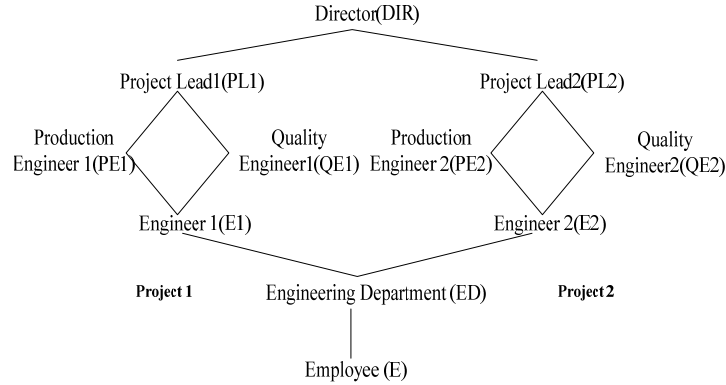 Director(DIR)
Project Lead1(PL1)
Project Lead2(PL2)
Production
Engineer 1(PE1)
Quality
Engineer1(QE1)
Production
Engineer 2(PE2)
Quality
Engineer2(QE2)
Engineer 1(E1)
Engineer 2(E2)
Project 1
Engineering Department (ED)
Project 2
Employee (E)